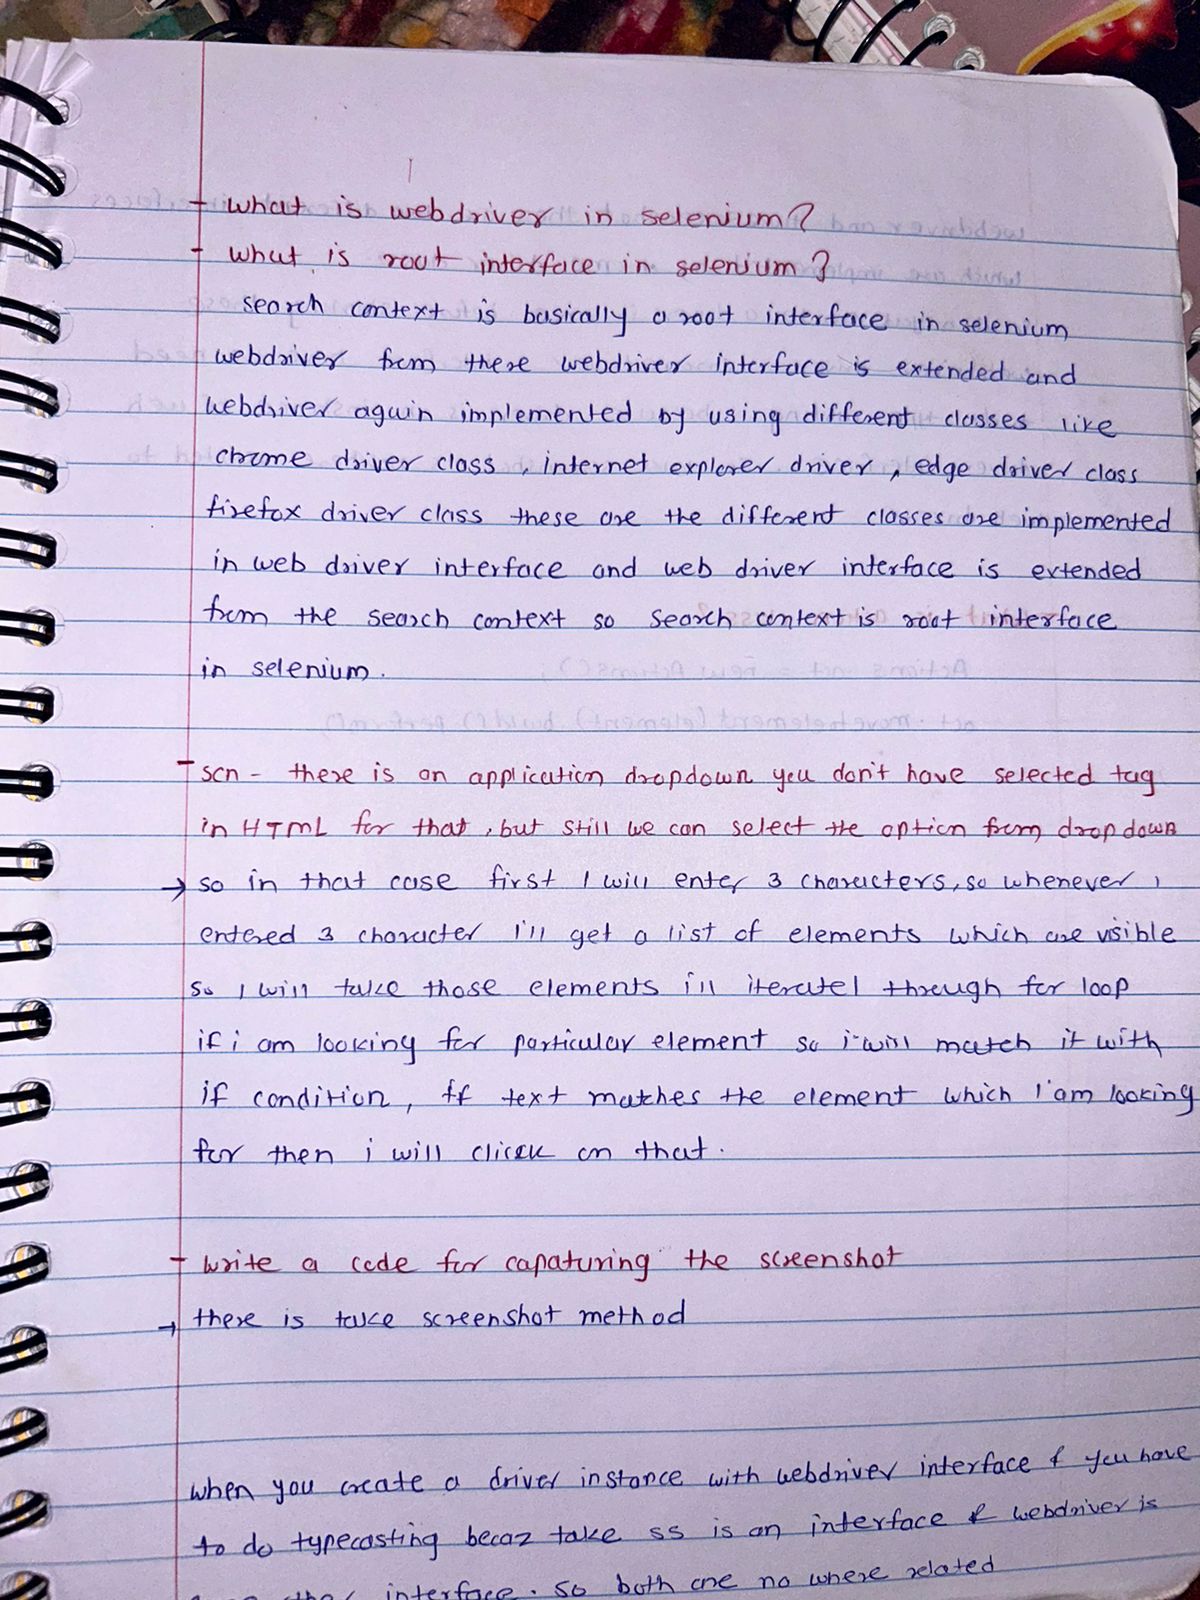 - what is webdriver in selenium?
- what is root interface in selenium?
search context is basically a root interface in selenium
webdriver from there webdriver interface is extended and
webdriver again implemented by using different classes like
chrome driver class, internet explorer driver, edge driver class
firefox driver class these are the different classes are implemented
in web driver interface and web driver interface is extended
from the search context so search context is root interface
in selenium.
- scn - there is an application dropdown you don't have selected tag
in HTML for that, but still we can select the option from dropdown
→ so in that case first I will enter 3 characters, so whenever i
entered 3 character I'll get a list of elements which are visible
so I will take those elements ill iterate through for loop
if i am looking for particular element so i will match it with
if condition, if text matches the element which I'am looking
for then i will click on that.
- write a code for capaturing the screenshot
→ there is take screenshot method
when you create a driver instance with webdriver interface & you have
to do typecasting becaz take ss is an interface & webdriver is
interface. so both are no where related